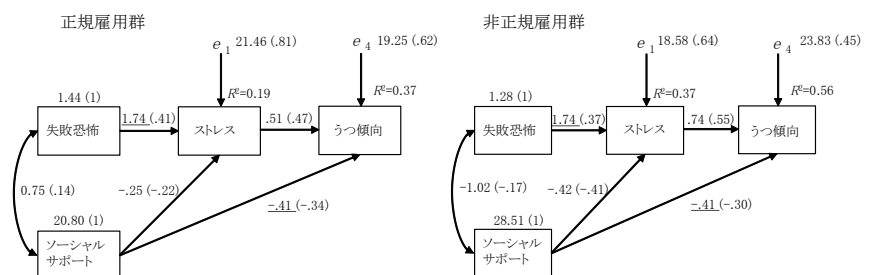 正規雇用群
e1 21.46 (.81)
e4 19.25 (.62)
1.44 (1)
R²=0.19
R²=0.37
失敗恐怖
1.74 (.41)
ストレス
.51 (.47)
うつ傾向
0.75 (.14)
-.25 (-.22)
-.41 (-.34)
20.80 (1)
ソーシャル
サポート
非正規雇用群
e1 18.58 (.64)
e4 23.83 (.45)
1.28 (1)
R²=0.37
R²=0.56
失敗恐怖
1.74 (.37)
ストレス
.74 (.55)
うつ傾向
-1.02 (-.17)
-.42 (-.41)
-.41 (-.30)
28.51 (1)
ソーシャル
サポート